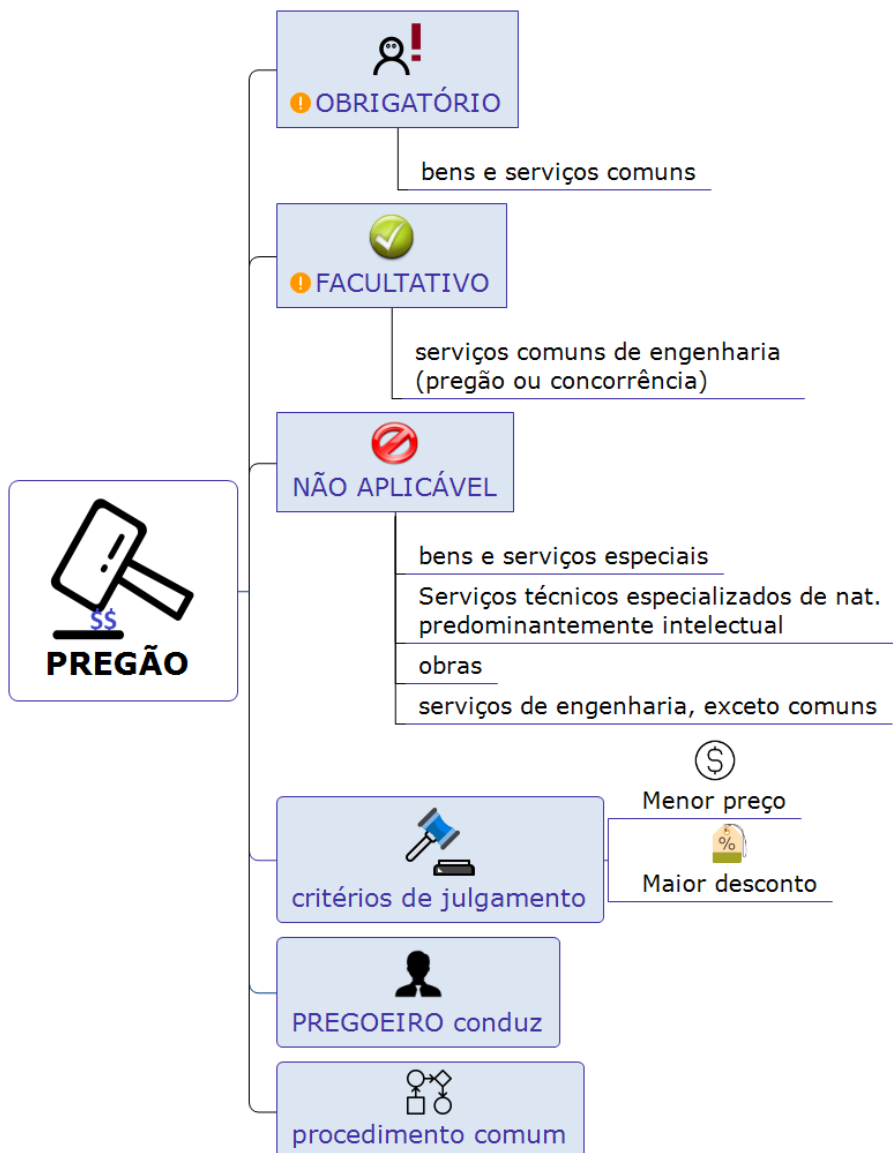 OBRIGATÓRIO
bens e serviços comuns
FACULTATIVO
serviços comuns de engenharia
(pregão ou concorrência)
NÃO APLICÁVEL
bens e serviços especiais
Serviços técnicos especializados de nat.
predominantemente intelectual
obras
serviços de engenharia, exceto comuns
$$
PREGÃO
$
Menor preço
%
Maior desconto
critérios de julgamento
PREGOEIRO conduz
procedimento comum